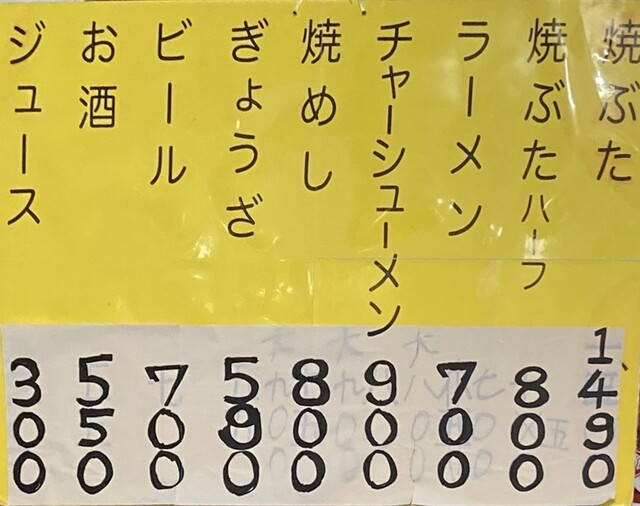 焼ぶた 1、490
焼ぶたハーフ 800
ラーメン 700
チャーシューメン 900
焼めし 800
ぎょうざ
ビール 700
お酒 550
ジュース 300